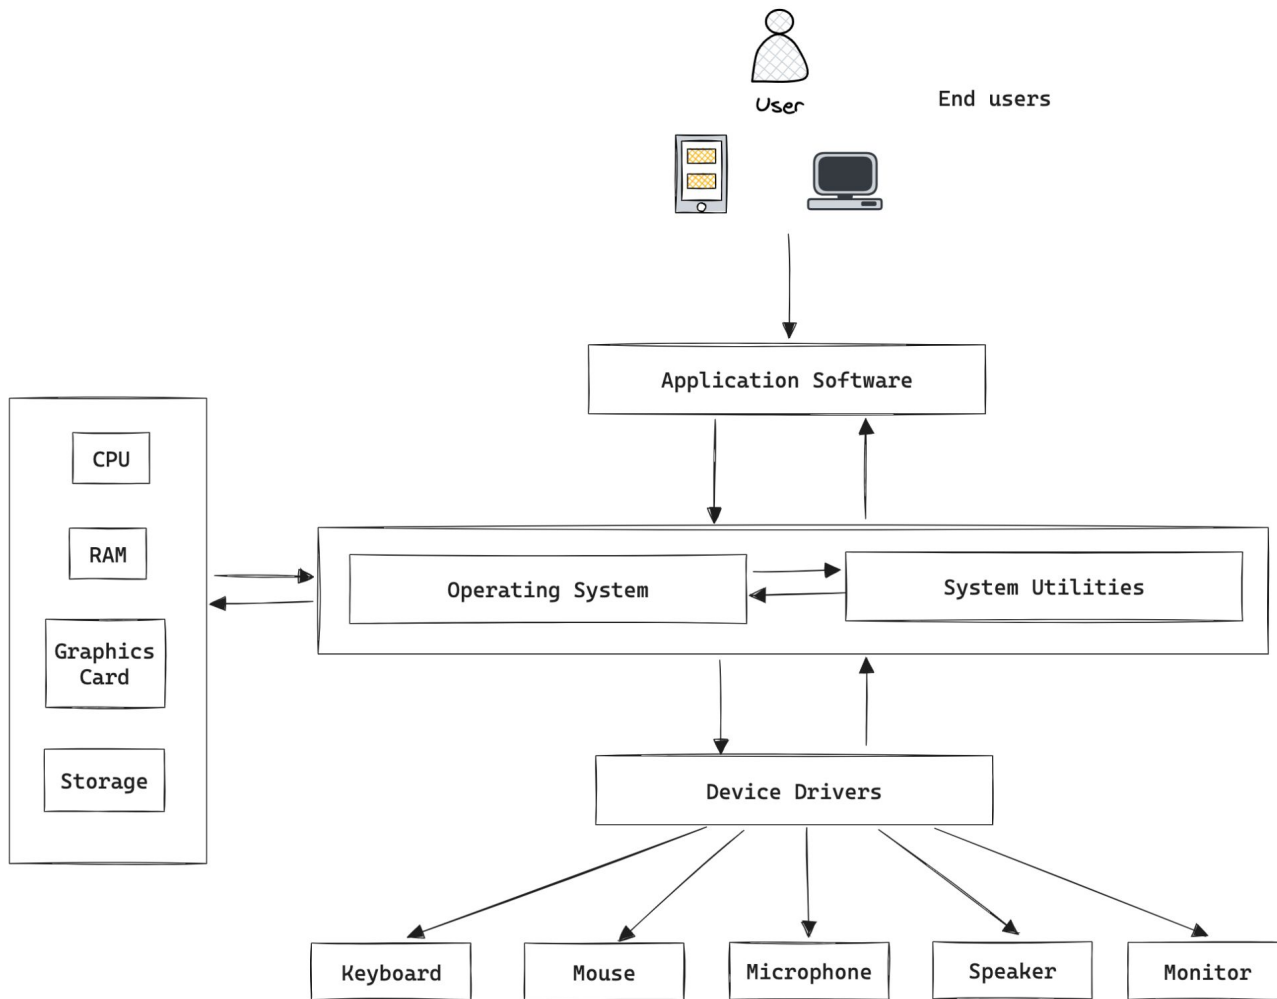 User
End users
Application Software
CPU
RAM
Graphics
Card
Storage
Operating System
System Utilities
Device Drivers
Keyboard
Mouse
Microphone
Speaker
Monitor